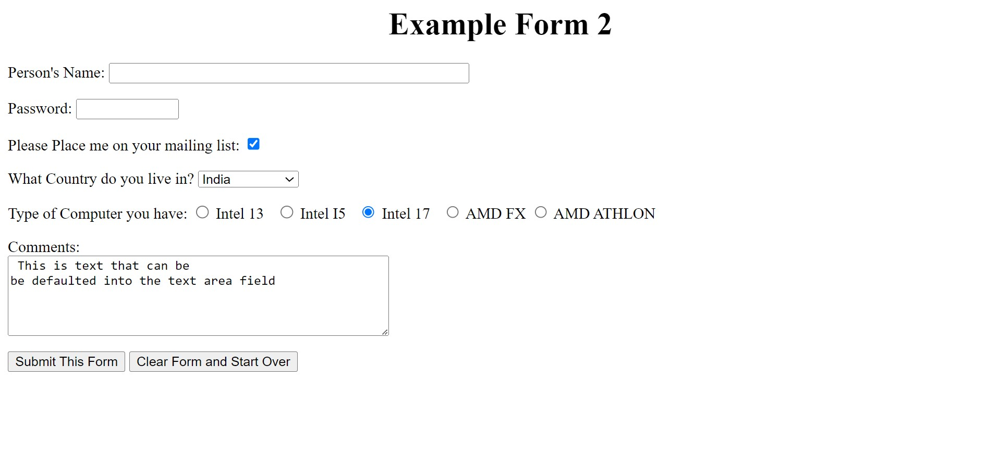 Example Form 2
Person's Name:
Password:
Please Place me on your mailing list:
What Country do you live in? India
Type of Computer you have: Intel 13 Intel I5 Intel 17 AMD FX AMD ATHLON
Comments:
This is text that can be
be defaulted into the text area field
Submit This Form Clear Form and Start Over